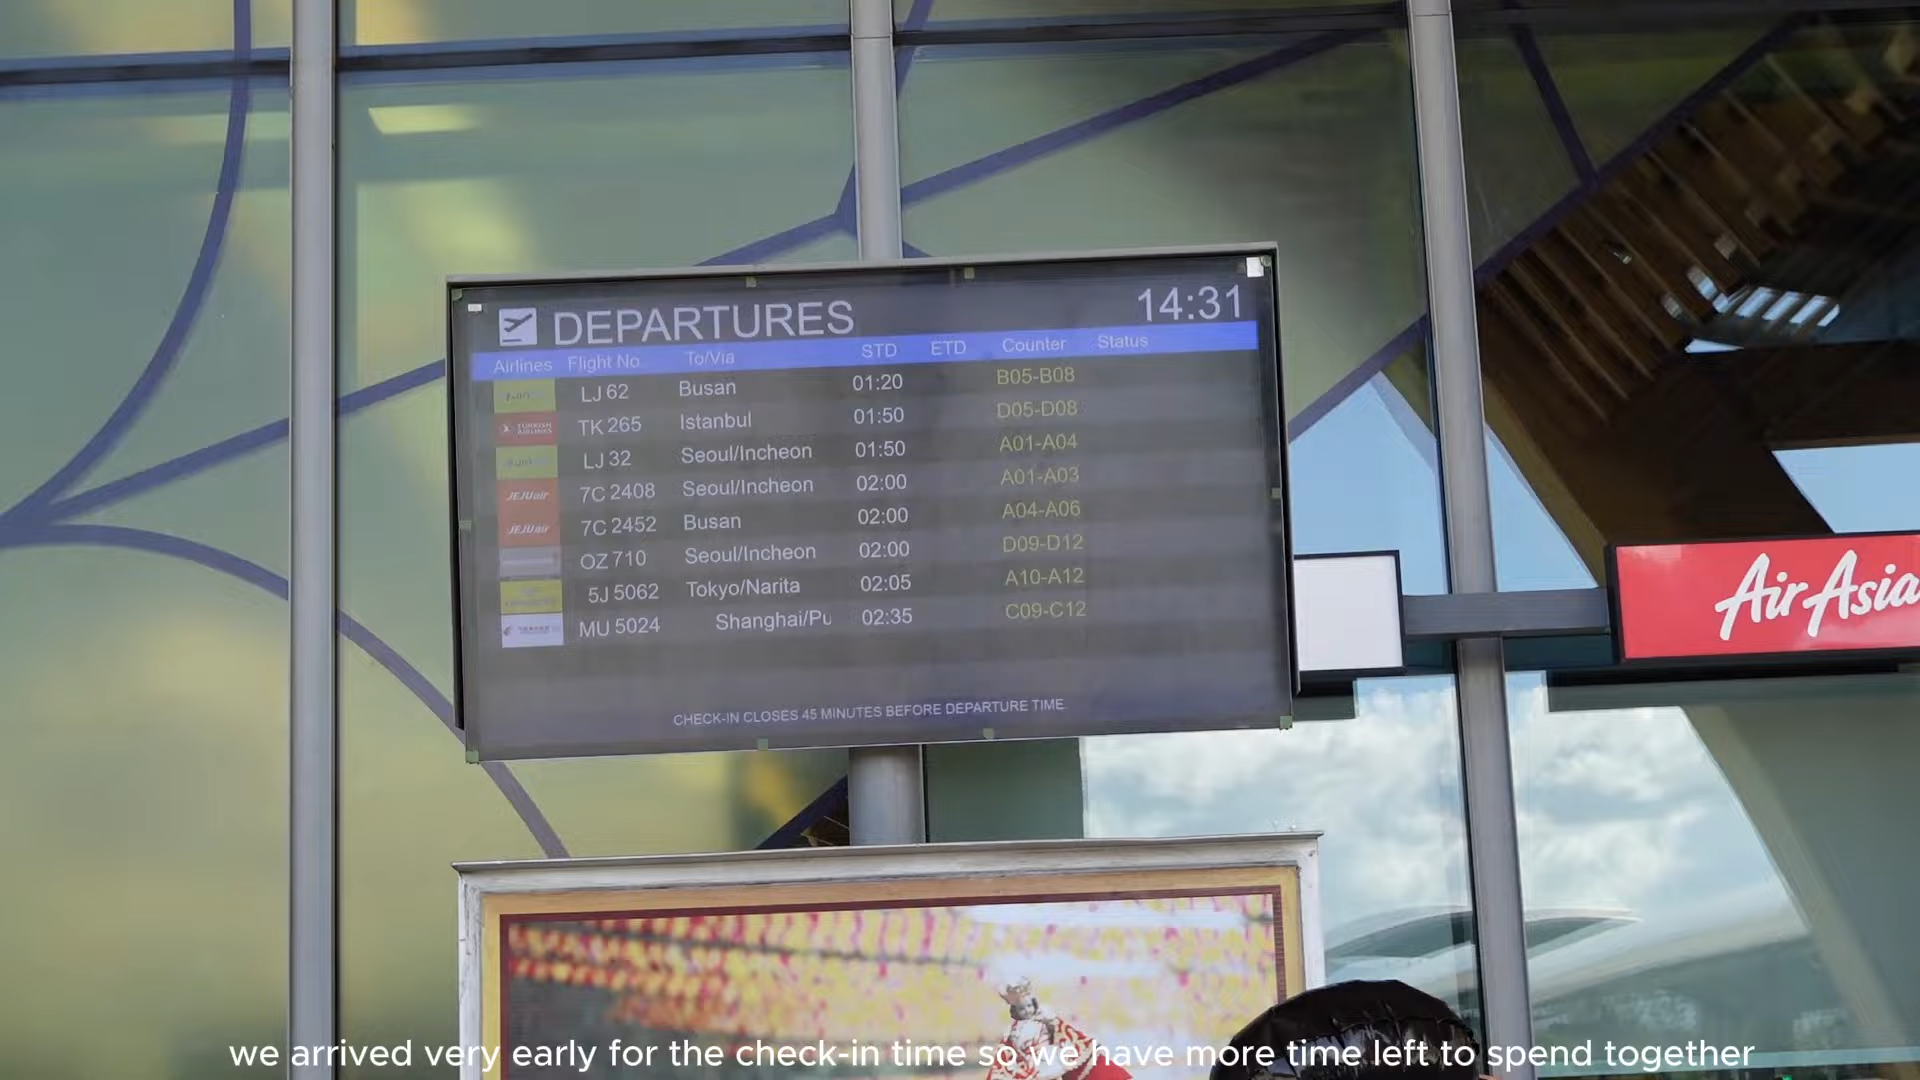 DEPARTURES 14:31
Airlines Flight No. To/Via STD ETD Counter Status
LJ 62 Busan 01:20 B05-B08
TURKISH AIRLINES TK 265 Istanbul 01:50 D05-D08
LJ 32 Seoul/Incheon 01:50 A01-A04
JEJUair 7C 2408 Seoul/Incheon 02:00 A01-A03
JEJUair 7C 2452 Busan 02:00 A04-A06
OZ 710 Seoul/Incheon 02:00 D09-D12
5J 5062 Tokyo/Narita 02:05 A10-A12
MU 5024 Shanghai/Pu 02:35 C09-C12
CHECK-IN CLOSES 45 MINUTES BEFORE DEPARTURE TIME.
AirAsia
we arrived very early for the check-in time so we have more time left to spend together